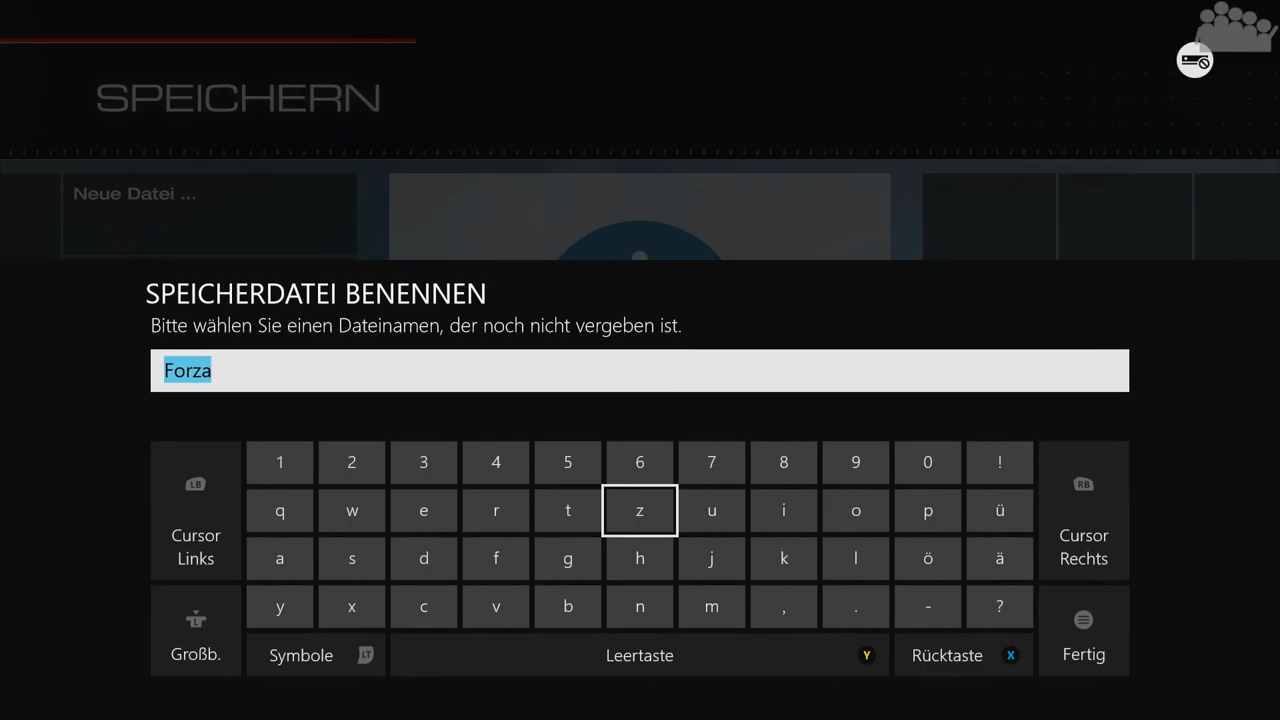 SPEICHERN
Neue Datei ...
SPEICHERDATEI BENENNEN
Bitte wählen Sie einen Dateinamen, der noch nicht vergeben ist.
Forza
1 2 3 4 5 6 7 8 9 0 !
LB
RB
q w e r t z u i o p ü
Cursor Links
Cursor Rechts
a s d f g h j k l ö ä
y x c v b n m , . - ?
L
Großb.
Symbole LT
Leertaste Y
Rücktaste X
Fertig